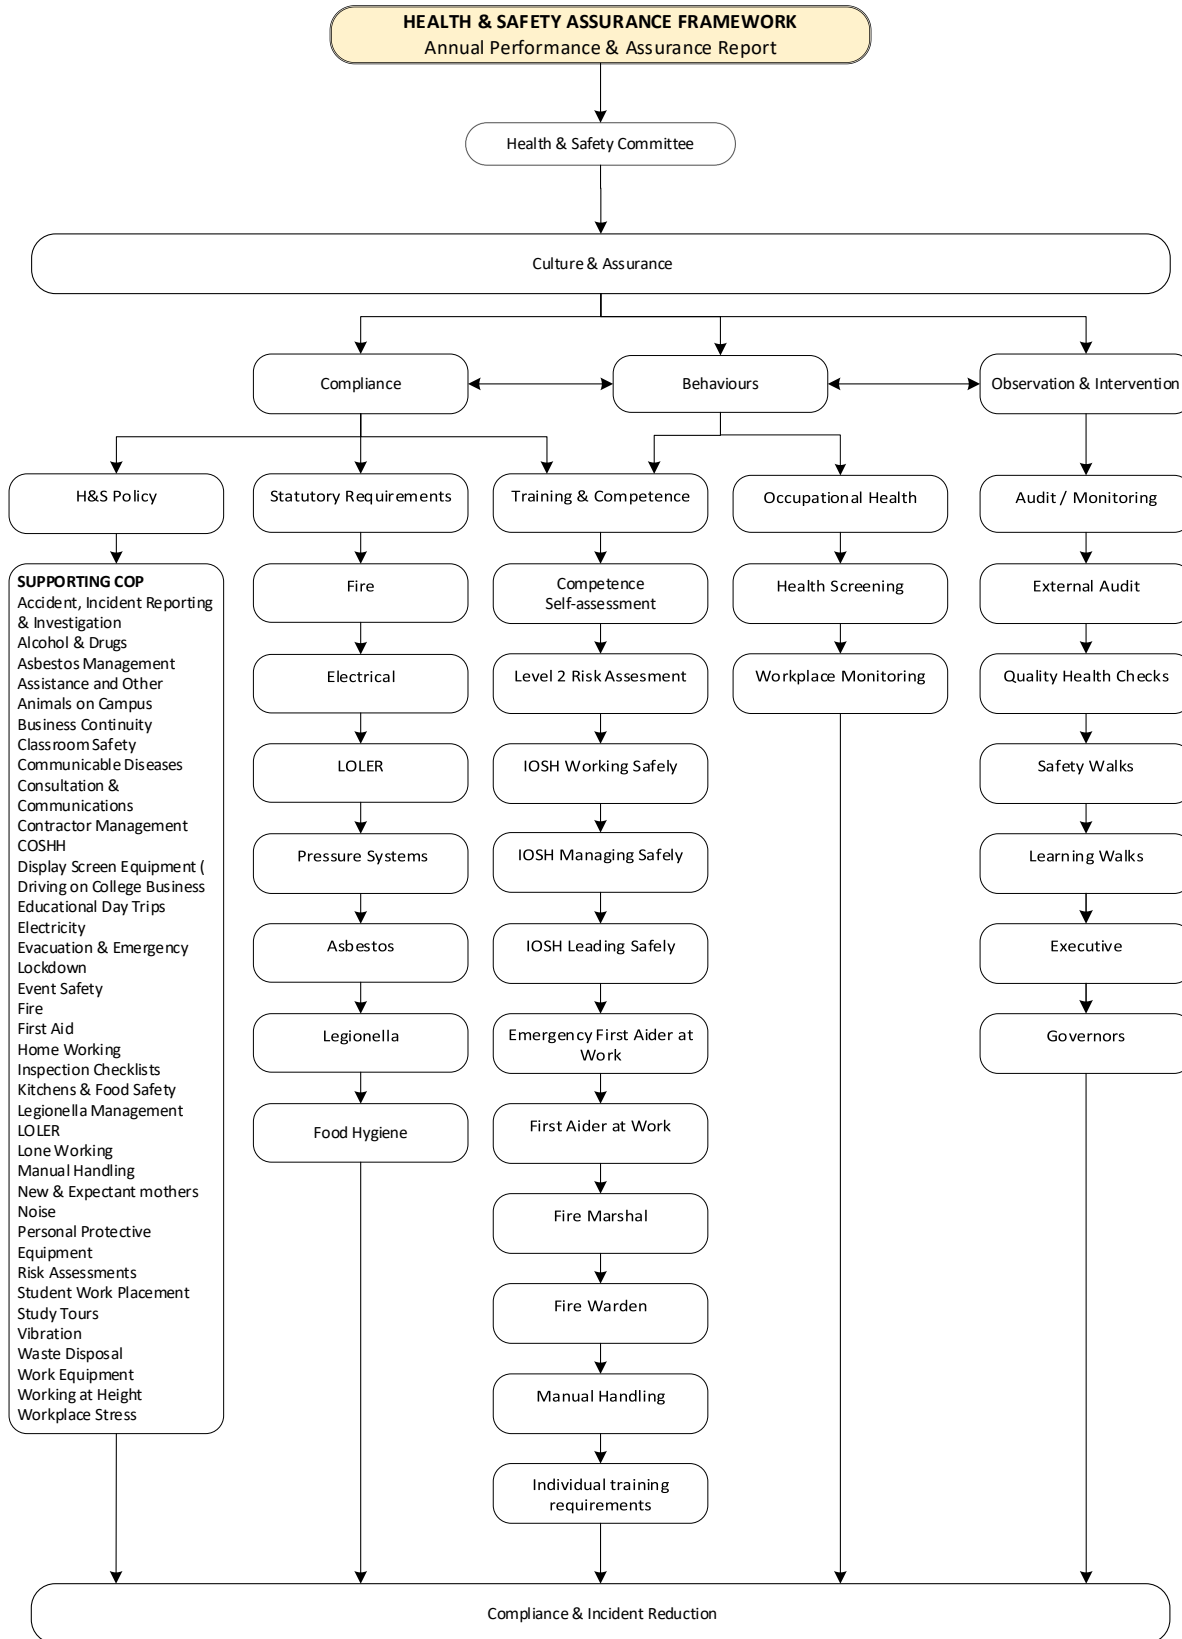 HEALTH & SAFETY ASSURANCE FRAMEWORK
Annual Performance & Assurance Report
Health & Safety Committee
Culture & Assurance
Compliance
Behaviours
Observation & Intervention
H&S Policy
Statutory Requirements
Training & Competence
Occupational Health
Audit / Monitoring
SUPPORTING COP
Accident, Incident Reporting
& Investigation
Alcohol & Drugs
Asbestos Management
Assistance and Other
Animals on Campus
Business Continuity
Classroom Safety
Communicable Diseases
Consultation &
Communications
Contractor Management
COSHH
Display Screen Equipment (
Driving on College Business
Educational Day Trips
Electricity
Evacuation & Emergency
Lockdown
Event Safety
Fire
First Aid
Home Working
Inspection Checklists
Kitchens & Food Safety
Legionella Management
LOLER
Lone Working
Manual Handling
New & Expectant mothers
Noise
Personal Protective
Equipment
Risk Assessments
Student Work Placement
Study Tours
Vibration
Waste Disposal
Work Equipment
Working at Height
Workplace Stress
Fire
Electrical
LOLER
Pressure Systems
Asbestos
Legionella
Food Hygiene
Competence
Self-assessment
Level 2 Risk Assesment
IOSH Working Safely
IOSH Managing Safely
IOSH Leading Safely
Emergency First Aider at
Work
First Aider at Work
Fire Marshal
Fire Warden
Manual Handling
Individual training
requirements
Health Screening
Workplace Monitoring
External Audit
Quality Health Checks
Safety Walks
Learning Walks
Executive
Governors
Compliance & Incident Reduction